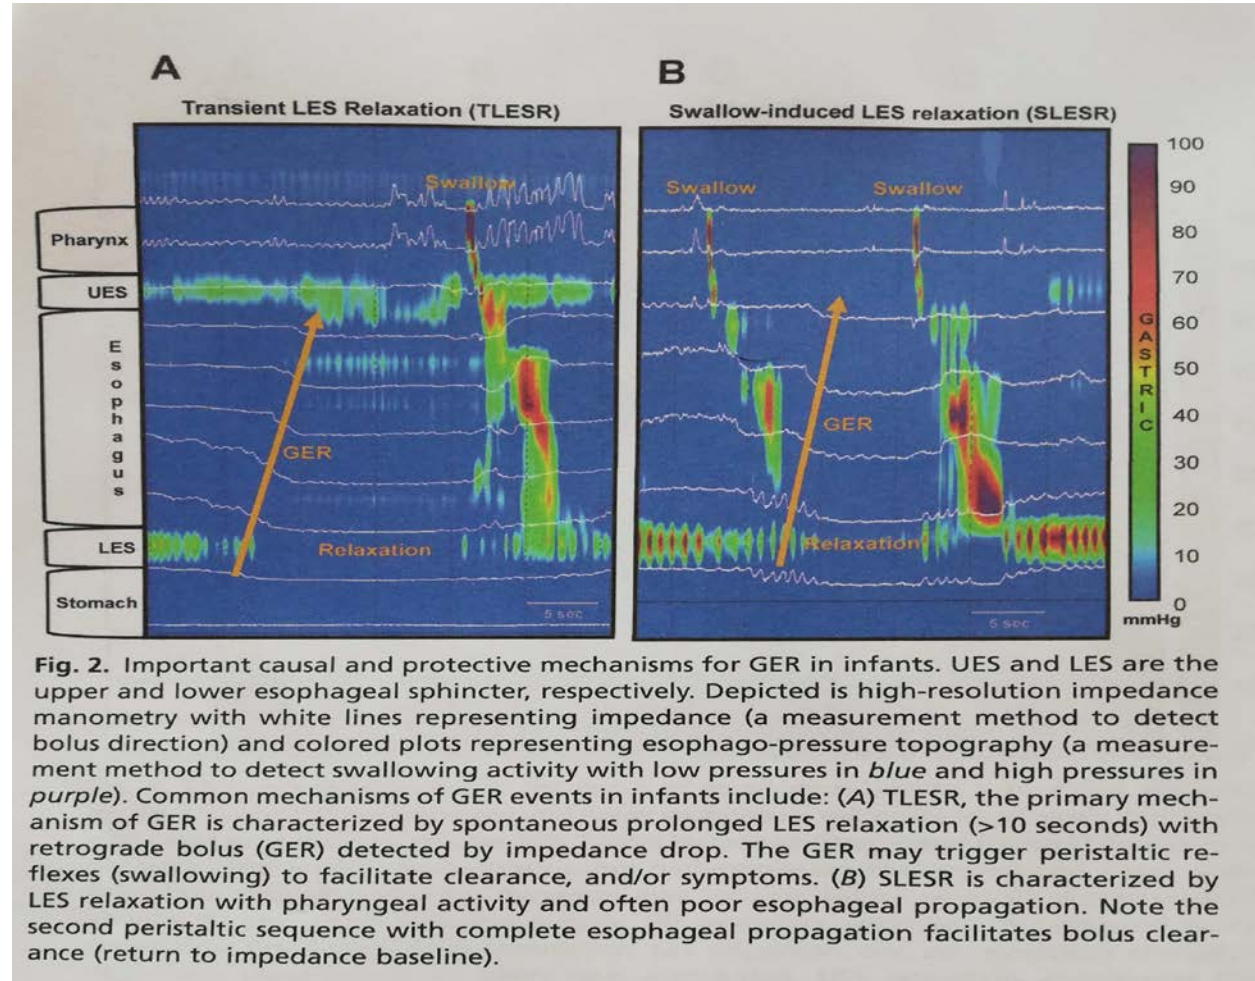 A
B
Transient LES Relaxation (TLESR)
Swallow-induced LES relaxation (SLESR)
Swallow
Swallow
Swallow
Pharynx
UES
Esophagus
LES
Stomach
GER
GER
Relaxation
Relaxation
5 sec
5 sec
GASTRIC
100
90
80
70
60
50
40
30
20
10
0
mmHg
Fig. 2. Important causal and protective mechanisms for GER in infants. UES and LES are the
upper and lower esophageal sphincter, respectively. Depicted is high-resolution impedance
manometry with white lines representing impedance (a measurement method to detect
bolus direction) and colored plots representing esophago-pressure topography (a measure-
ment method to detect swallowing activity with low pressures in blue and high pressures in
purple). Common mechanisms of GER events in infants include: (A) TLESR, the primary mech-
anism of GER is characterized by spontaneous prolonged LES relaxation (>10 seconds) with
retrograde bolus (GER) detected by impedance drop. The GER may trigger peristaltic re-
flexes (swallowing) to facilitate clearance, and/or symptoms. (B) SLESR is characterized by
LES relaxation with pharyngeal activity and often poor esophageal propagation. Note the
second peristaltic sequence with complete esophageal propagation facilitates bolus clear-
ance (return to impedance baseline).